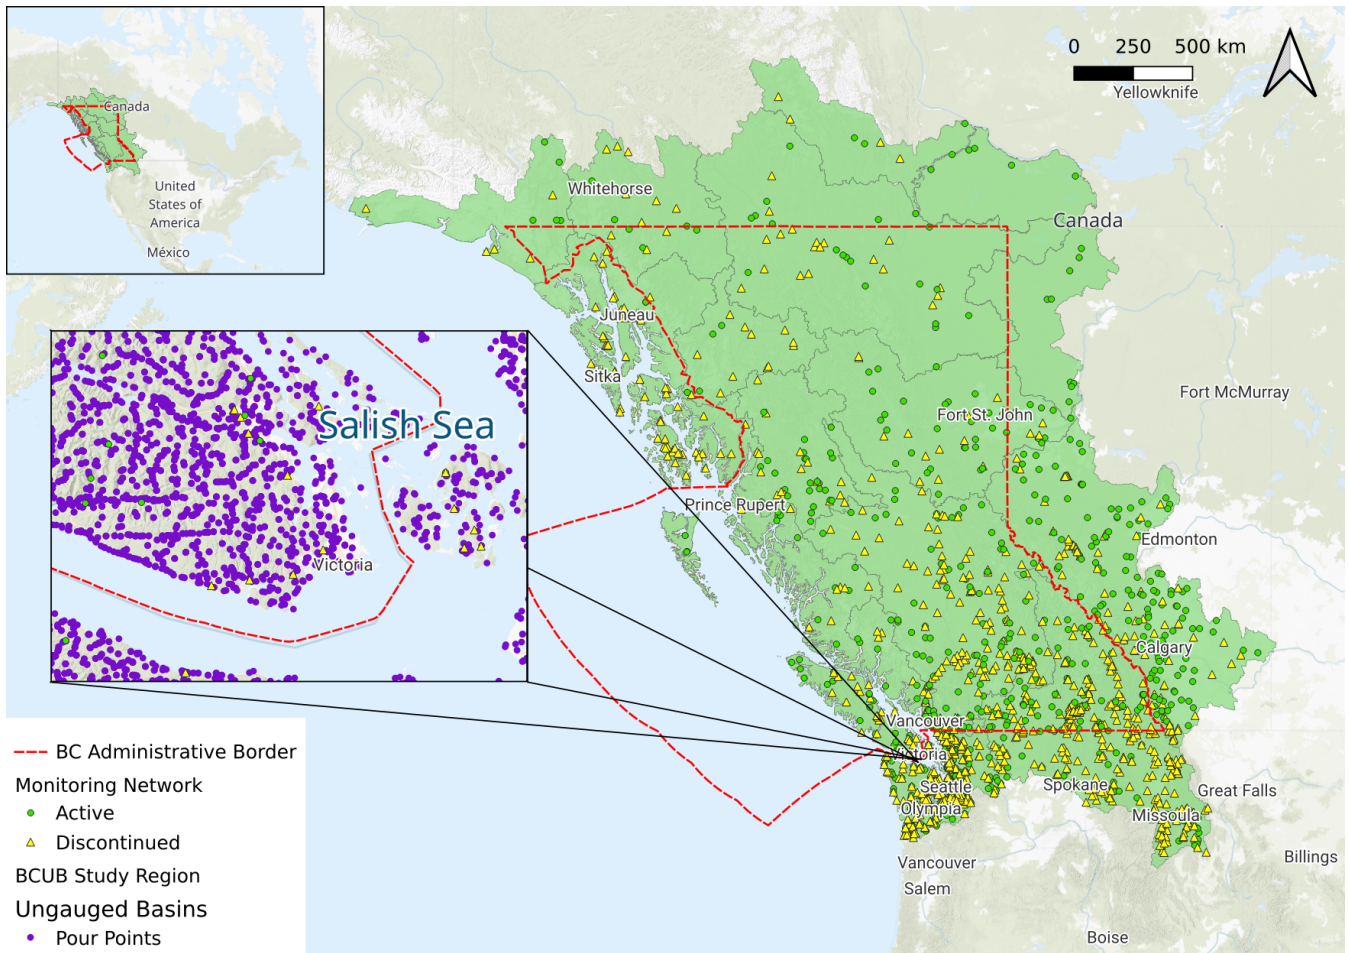 Canada
United
States of
America
México
0 250 500 km
Yellowknife
Whitehorse
Canada
Juneau
Sitka
Fort McMurray
Fort St. John
Salish Sea
Prince Rupert
Edmonton
Victoria
Calgary
Vancouver
Victoria
Seattle
Spokane
Great Falls
Olympia
Missoula
Vancouver
Billings
Salem
Boise
BC Administrative Border
Monitoring Network
Active
Discontinued
BCUB Study Region
Ungauged Basins
Pour Points